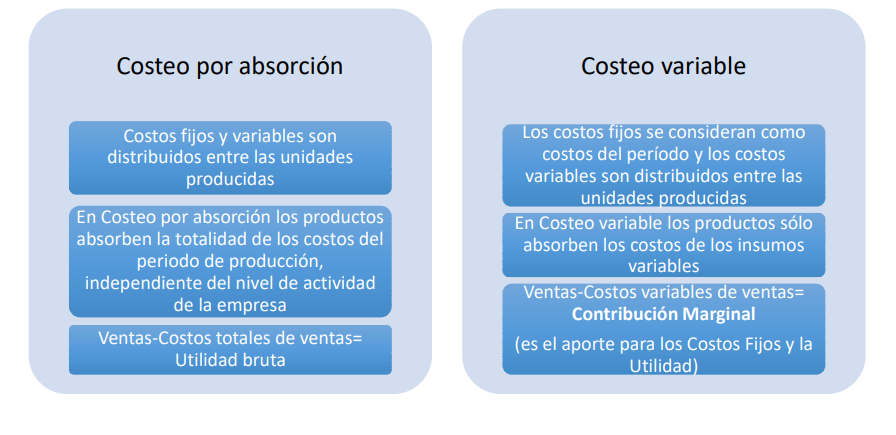 Costeo por absorción
Costos fijos y variables son
distribuidos entre las unidades
producidas
En Costeo por absorción los productos
absorben la totalidad de los costos del
periodo de producción,
independiente del nivel de actividad
de la empresa
Ventas-Costos totales de ventas=
Utilidad bruta
Costeo variable
Los costos fijos se consideran como
costos del período y los costos
variables son distribuidos entre las
unidades producidas
En Costeo variable los productos sólo
absorben los costos de los insumos
variables
Ventas-Costos variables de ventas=
Contribución Marginal
(es el aporte para los Costos Fijos y la
Utilidad)